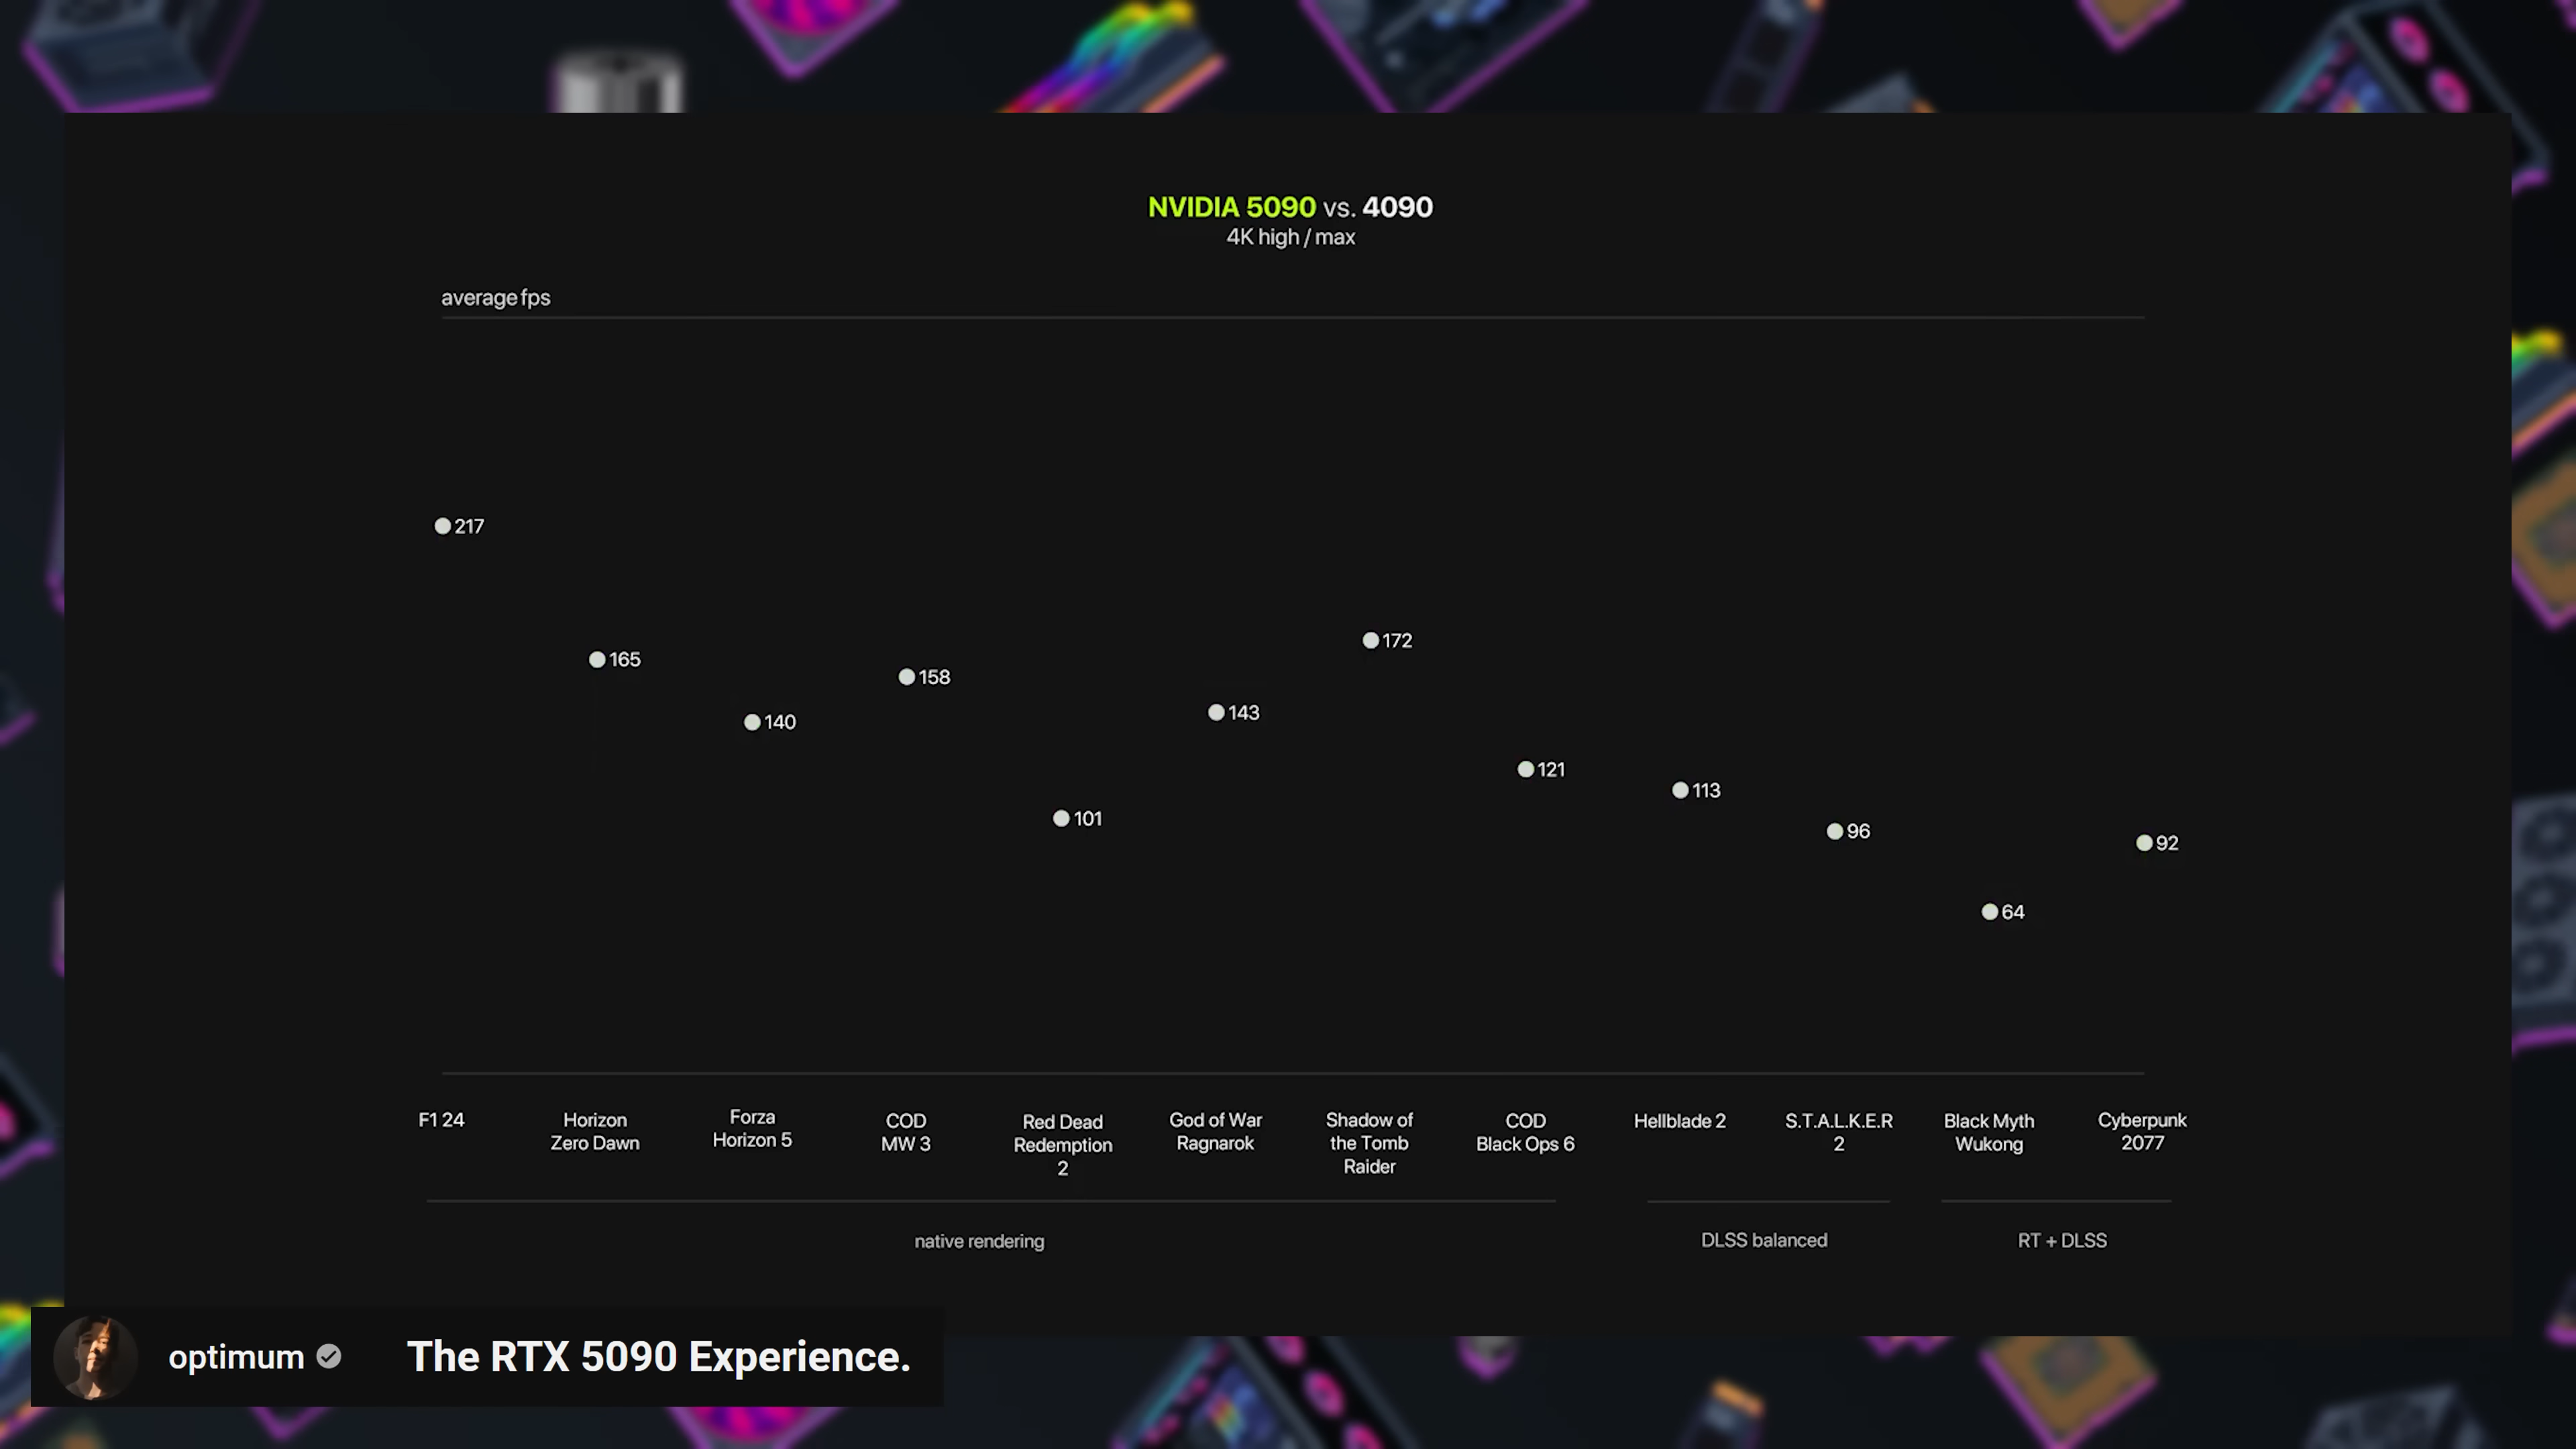 NVIDIA 5090 vs. 4090
4K high / max
average fps
217
165
140
158
101
143
172
121
113
96
64
92
F1 24
Horizon
Zero Dawn
Forza
Horizon 5
COD
MW 3
Red Dead
Redemption
2
God of War
Ragnarok
Shadow of
the Tomb
Raider
COD
Black Ops 6
Hellblade 2
S.T.A.L.K.E.R
2
Black Myth
Wukong
Cyberpunk
2077
native rendering
DLSS balanced
RT + DLSS
optimum
The RTX 5090 Experience.